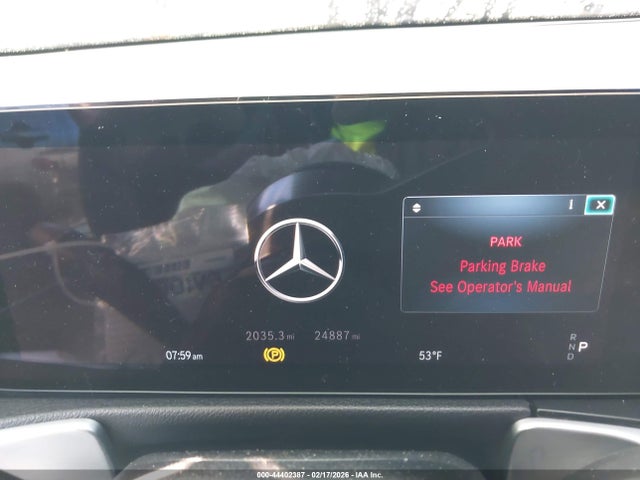 i
X
PARK
Parking Brake
See Operator's Manual
2035.3 mi 24887 mi
07:59 am (P) 53°F
R
N P
D
000-44402387 - 02/17/2026 - © IAA Inc.